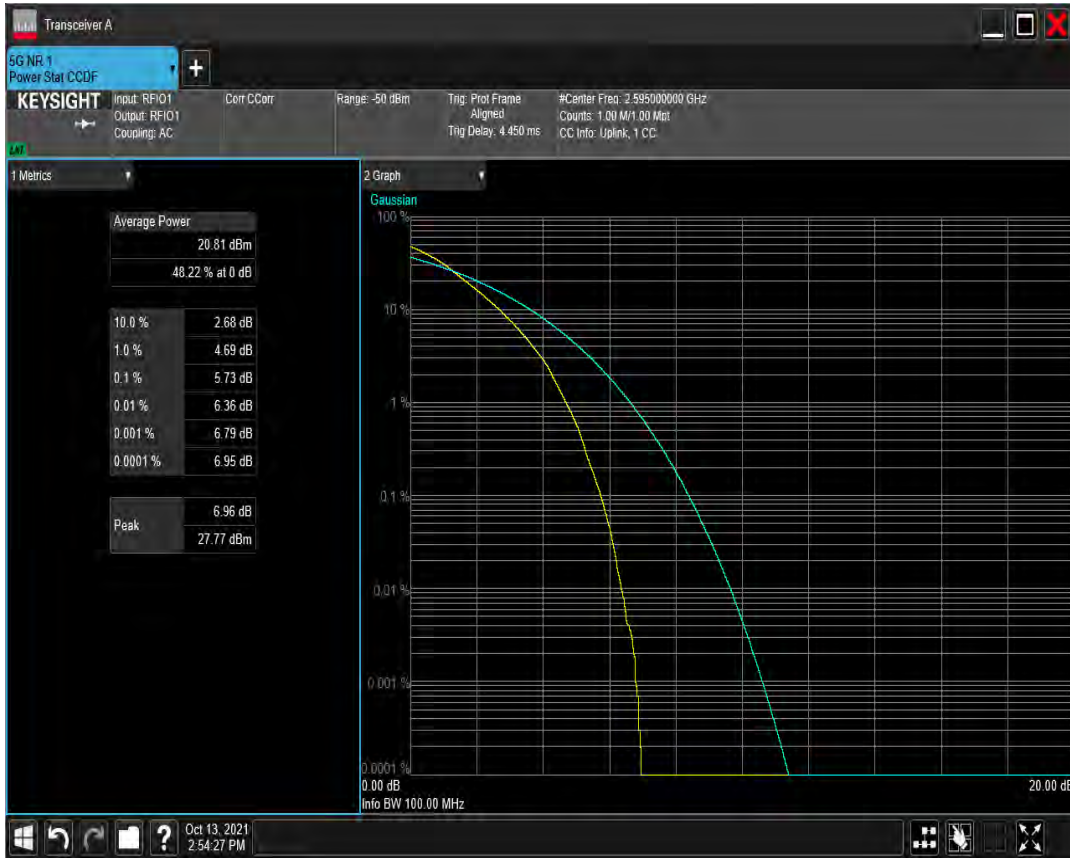 Transceiver A
5G NR 1
Power Stat CCDF
+
KEYSIGHT
Input: RFIO1
Output: RFIO1
Coupling: AC
Corr CCorr
Range: -50 dBm
Trig: Prot Frame
Aligned
Trig Delay: 4.450 ms
#Center Freq: 2.595000000 GHz
Counts: 1.00 M/1.00 Mpt
CC Info: Uplink, 1 CC
1 Metrics
Average Power
20.81 dBm
48.22 % at 0 dB
10.0 % 2.68 dB
1.0 % 4.69 dB
0.1 % 5.73 dB
0.01 % 6.36 dB
0.001 % 6.79 dB
0.0001 % 6.95 dB
Peak
6.96 dB
27.77 dBm
2 Graph
Gaussian
100 %
10 %
1 %
0.1 %
0.01 %
0.001 %
0.0001 %
0.00 dB
20.00 dB
Info BW 100.00 MHz
?
Oct 13, 2021
2:54:27 PM